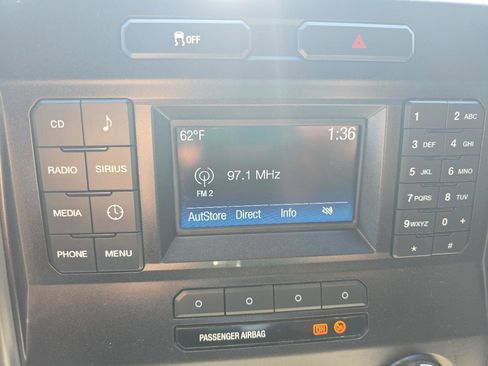 OFF
CD
RADIO SIRIUS
MEDIA
PHONE MENU
62°F 1:36
97.1 MHz
FM 2
AutStore Direct Info
1 2 ABC
3 DEF 4 GHI
5 JKL 6 MNO
7 PQRS 8 TUV
9 WXYZ 0 +
* #
PASSENGER AIRBAG